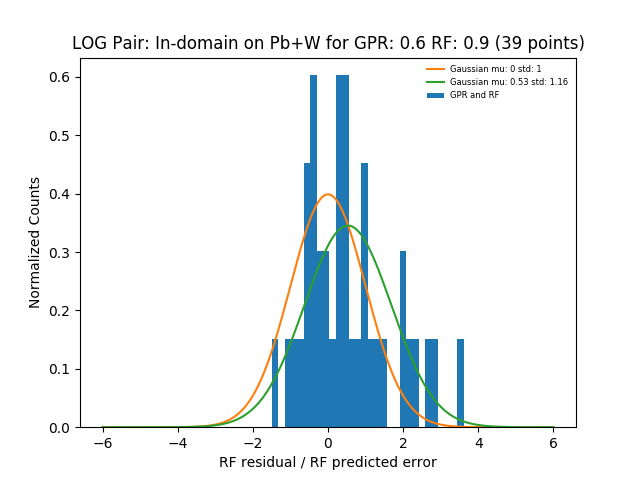 LOG Pair: In-domain on Pb+W for GPR: 0.6 RF: 0.9 (39 points)
Gaussian mu: 0 std: 1
Gaussian mu: 0.53 std: 1.16
GPR and RF
Normalized Counts
0.6
0.5
0.4
0.3
0.2
0.1
0.0
−6
−4
−2
0
2
4
6
RF residual / RF predicted error